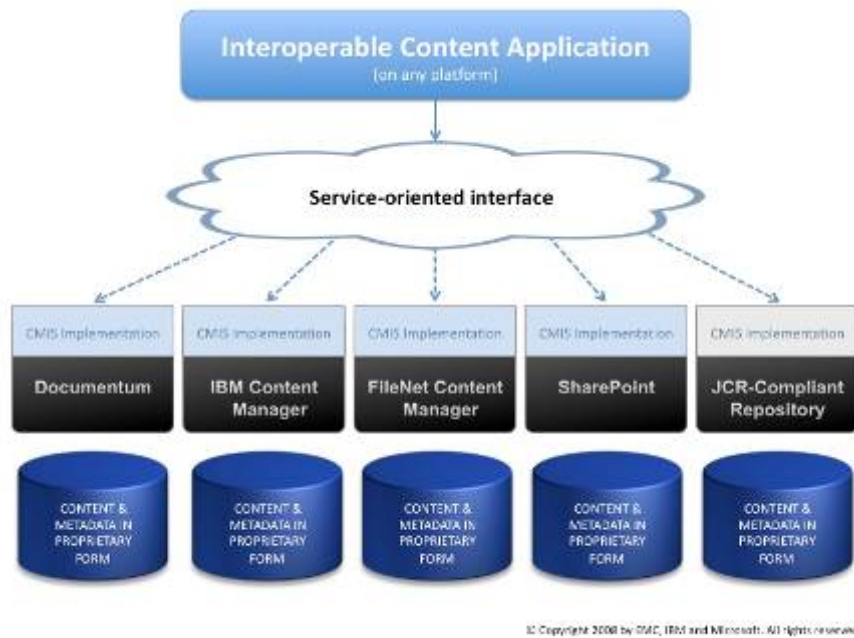 Interoperable Content Application
(on any platform)
Service-oriented interface
CMIS Implementation
CMIS Implementation
CMIS Implementation
CMIS Implementation
CMIS Implementation
Documentum
IBM Content
Manager
FileNet Content
Manager
SharePoint
JCR-Compliant
Repository
CONTENT &
METADATA IN
PROPRIETARY
FORM
CONTENT &
METADATA IN
PROPRIETARY
FORM
CONTENT &
METADATA IN
PROPRIETARY
FORM
CONTENT &
METADATA IN
PROPRIETARY
FORM
CONTENT &
METADATA IN
PROPRIETARY
FORM
© Copyright 2008 by EMC, IBM and Microsoft. All rights reserve